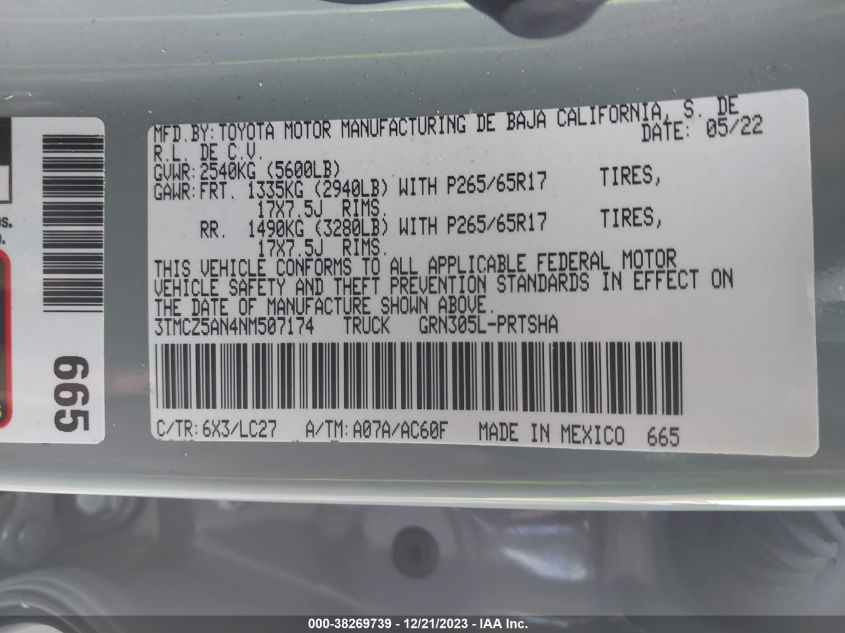 MFD.BY:TOYOTA MOTOR MANUFACTURING DE BAJA CALIFORNIA, S. DE
R.L. DE C.V. DATE: 05/22
GVWR:2540KG (5600LB)
GAWR:FRT. 1335KG (2940LB) WITH P265/65R17 TIRES,
17X7.5J RIMS.
RR. 1490KG (3280LB) WITH P265/65R17 TIRES,
17X7.5J RIMS.
THIS VEHICLE CONFORMS TO ALL APPLICABLE FEDERAL MOTOR
VEHICLE SAFETY AND THEFT PREVENTION STANDARDS IN EFFECT ON
THE DATE OF MANUFACTURE SHOWN ABOVE.
3TMCZ5AN4NM507174 TRUCK GRN305L-PRTSHA
C/TR:6X3/LC27 A/TM:A07A/AC60F MADE IN MEXICO 665
665
000-38269739 - 12/21/2023 - IAA Inc.